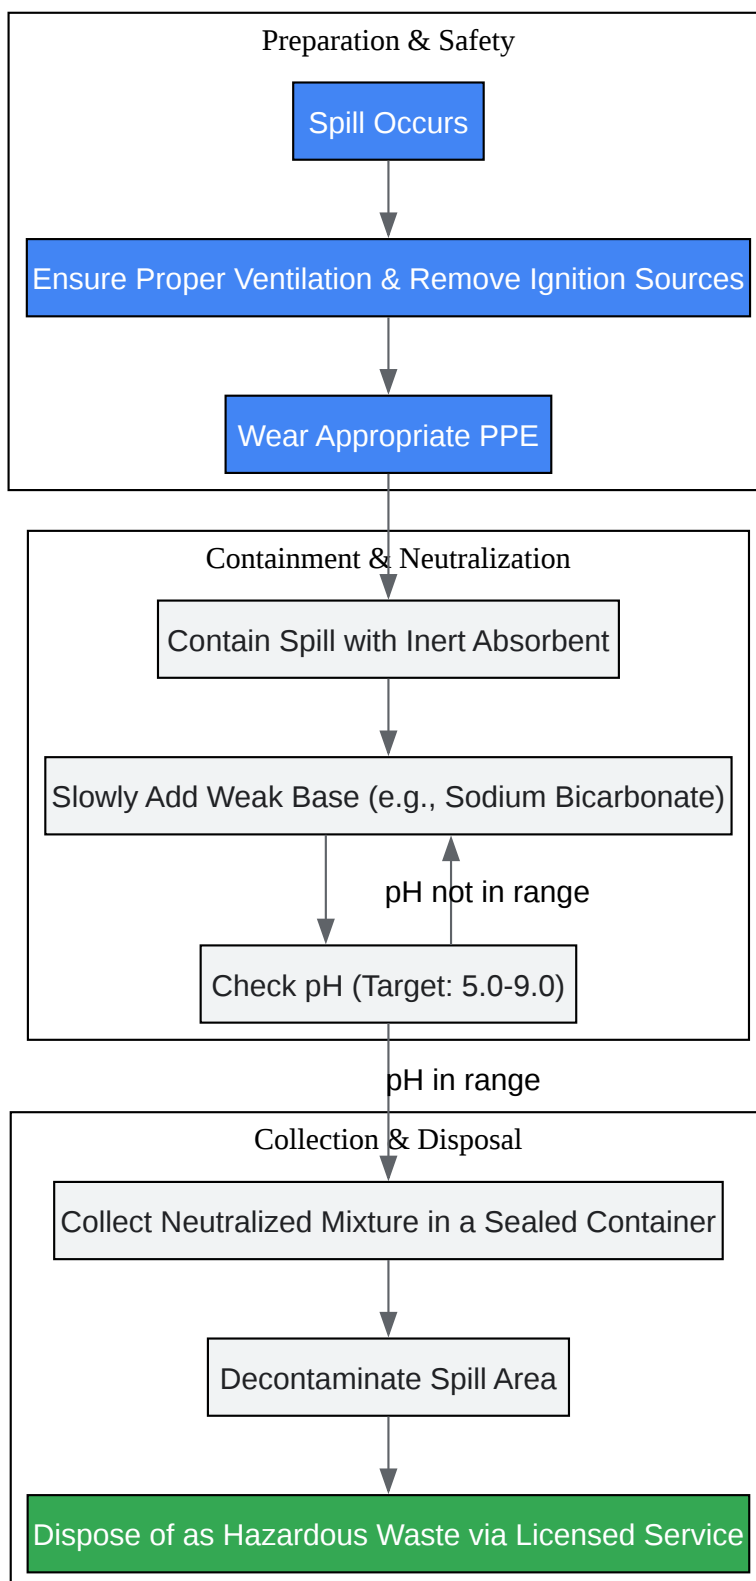 Preparation & Safety
Spill Occurs
Ensure Proper Ventilation & Remove Ignition Sources
Wear Appropriate PPE
Containment & Neutralization
Contain Spill with Inert Absorbent
Slowly Add Weak Base (e.g., Sodium Bicarbonate)
pH not in range
Check pH (Target: 5.0-9.0)
pH in range
Collection & Disposal
Collect Neutralized Mixture in a Sealed Container
Decontaminate Spill Area
Dispose of as Hazardous Waste via Licensed Service